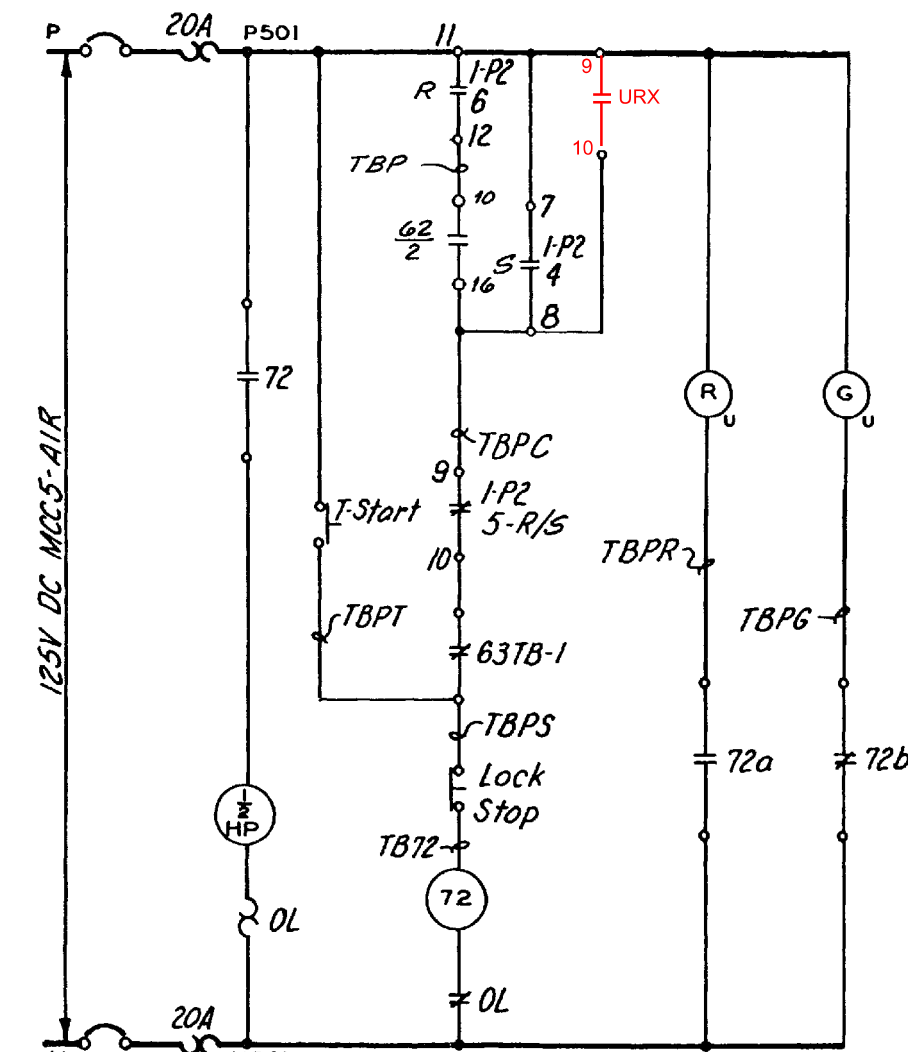 P
20A
P501
11
R
1-P2
6
12
TBP
10
62
2
16
7
S
1-P2
4
8
9
URX
10
72
TBPC
9
1-P2
5-R/S
10
T-Start
TBPT
63TB-1
TBPS
Lock
Stop
TB72
72
OL
1
2
HP
OL
R
U
G
U
TBPR
TBPG
72a
72b
125V DC MCC5-AIR
20A